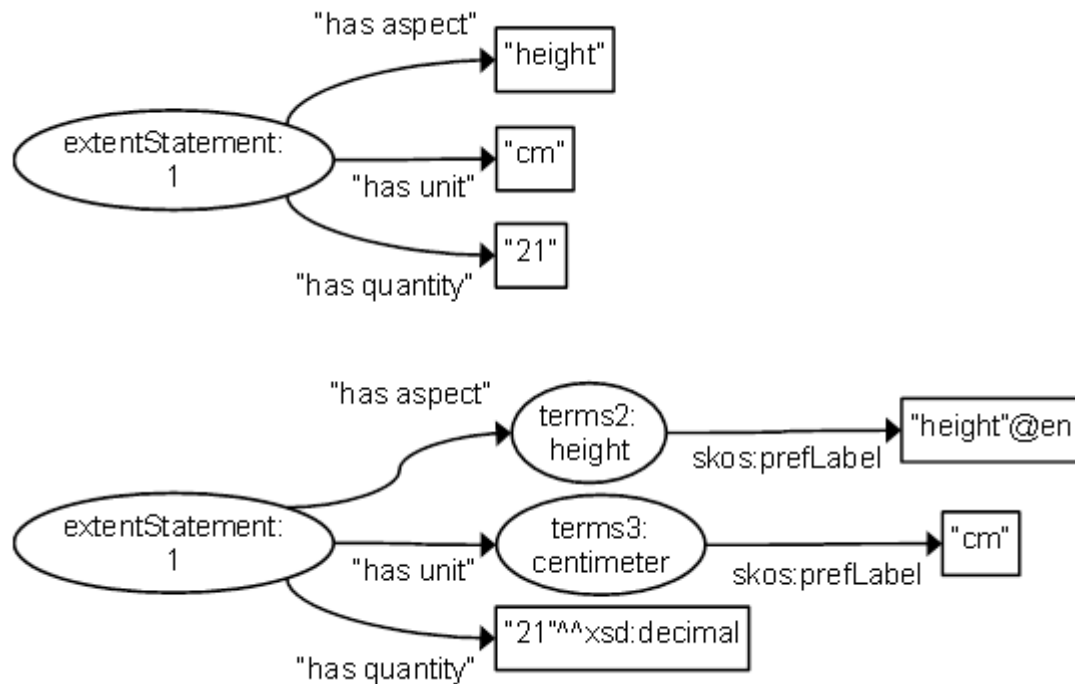 "has aspect"
"height"
extentStatement:
1
"cm"
"has unit"
"21"
"has quantity"
"has aspect"
terms2:
height
skos:prefLabel
"height"@en
extentStatement:
1
"has unit"
terms3:
centimeter
skos:prefLabel
"cm"
"21"^^xsd:decimal
"has quantity"